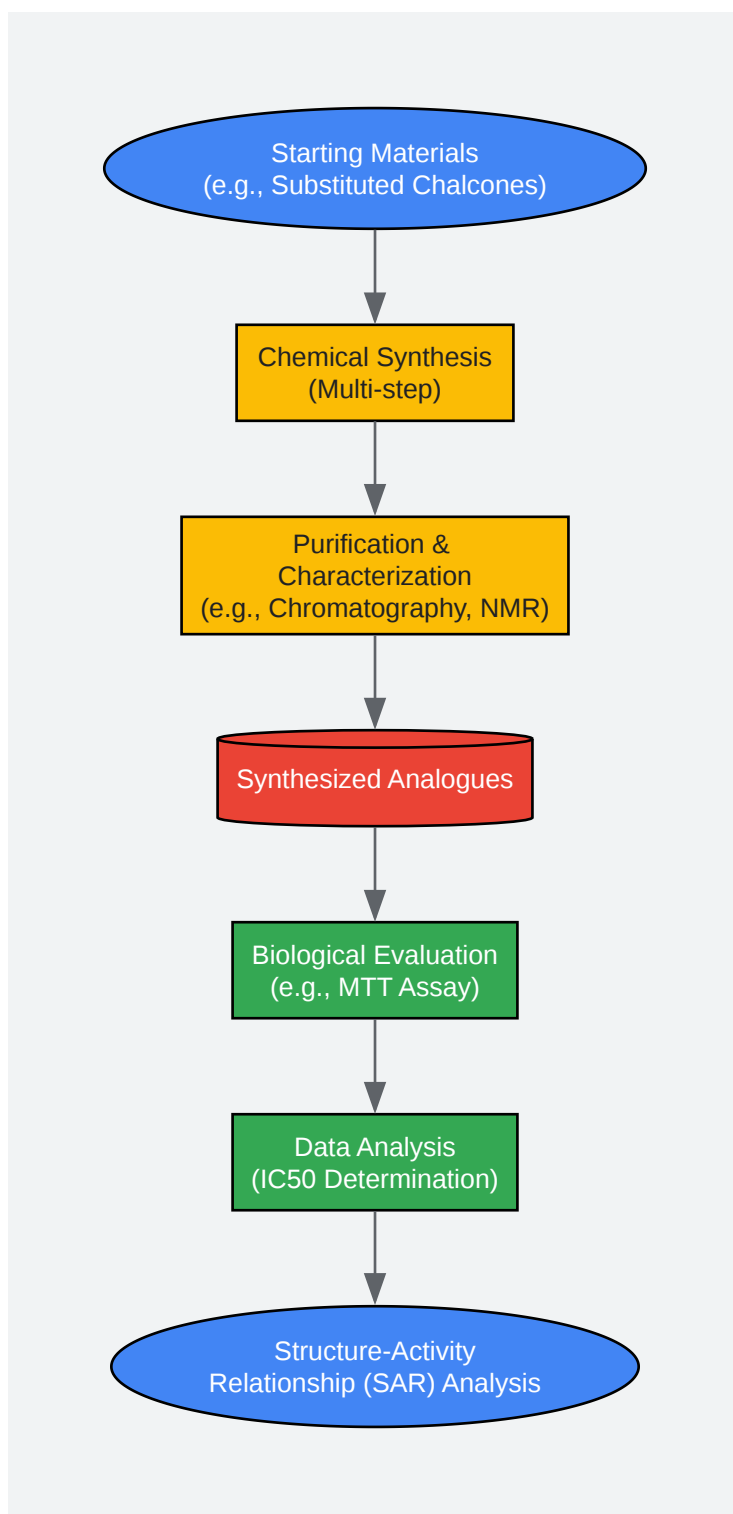 Starting Materials
(e.g., Substituted Chalcones)
Chemical Synthesis
(Multi-step)
Purification &
Characterization
(e.g., Chromatography, NMR)
Synthesized Analogues
Biological Evaluation
(e.g., MTT Assay)
Data Analysis
(IC50 Determination)
Structure-Activity
Relationship (SAR) Analysis